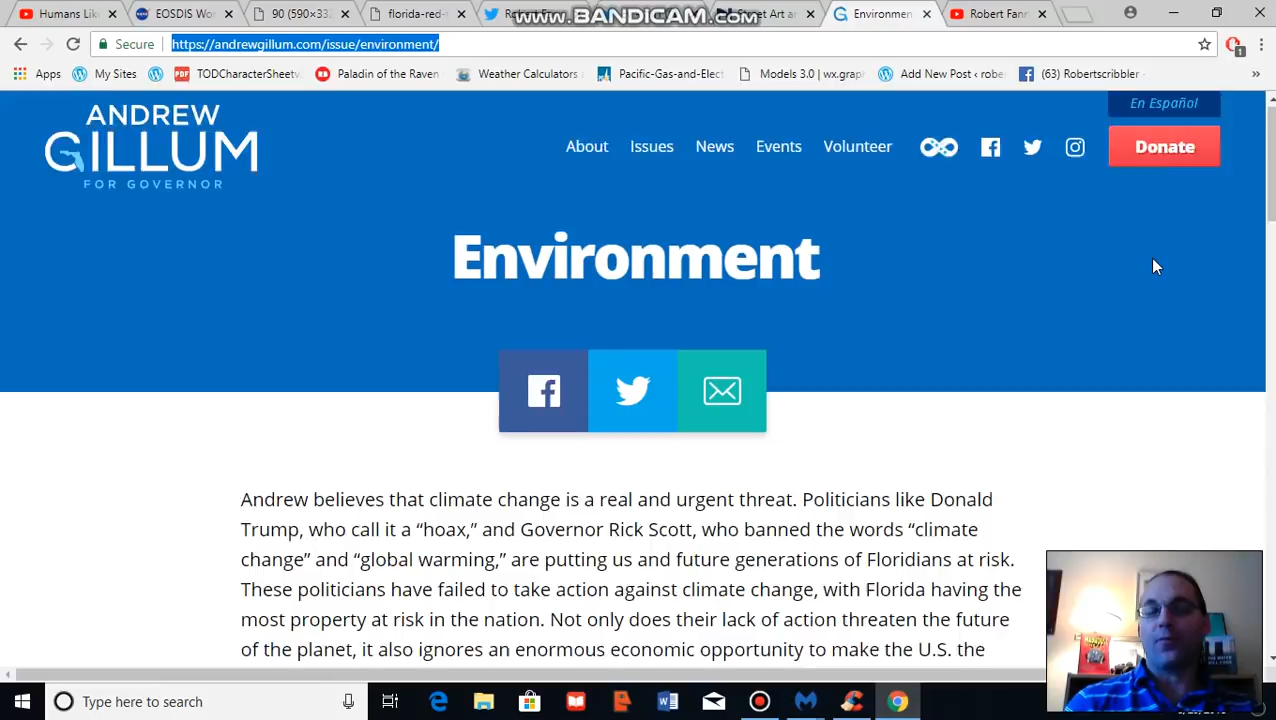 www.BANDICAM.com
Humans Like
EOSDIS Wo
90 (590×33
florida-red-
Art an
Environmen
Robert Fanr
Secure
https://andrewgillum.com/issue/environment/
1
Apps
My Sites
PDF
TODCharacterSheet
Paladin of the Raven
Weather Calculators
Pacific-Gas-and-Ele
Models 3.0 | wx.grap
Add New Post ‹ robe
(63) Robertscribbler
»
ANDREW
GILLUM
FOR GOVERNOR
About
Issues
News
Events
Volunteer
En Español
Donate
Environment
Andrew believes that climate change is a real and urgent threat. Politicians like Donald
Trump, who call it a “hoax,” and Governor Rick Scott, who banned the words “climate
change” and “global warming,” are putting us and future generations of Floridians at risk.
These politicians have failed to take action against climate change, with Florida having the
most property at risk in the nation. Not only does their lack of action threaten the future
of the planet, it also ignores an enormous economic opportunity to make the U.S. the
Type here to search